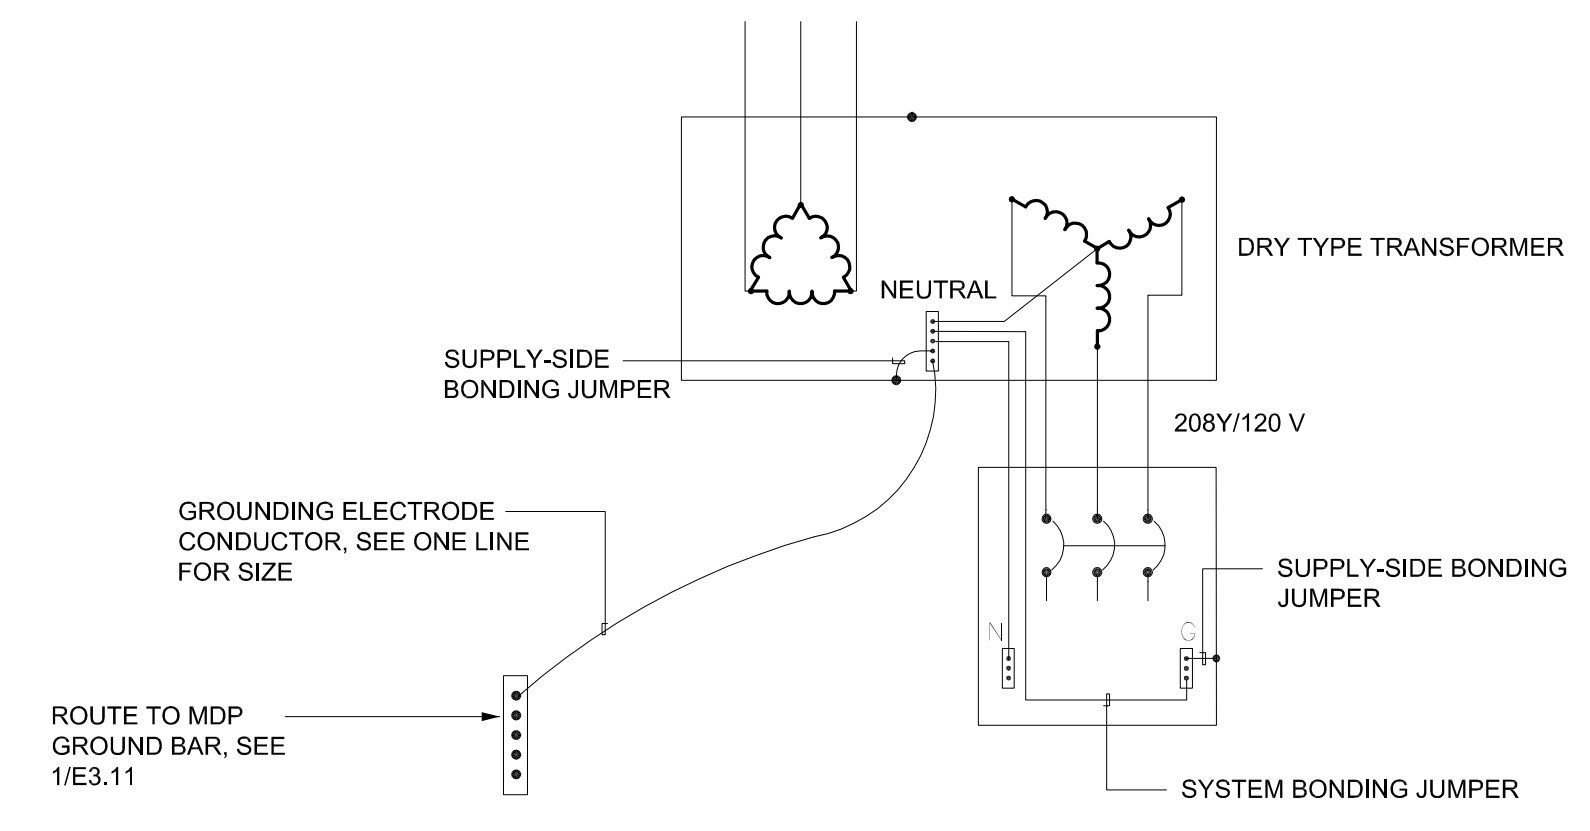 DRY TYPE TRANSFORMER
NEUTRAL
SUPPLY-SIDE
BONDING JUMPER
208Y/120 V
GROUNDING ELECTRODE
CONDUCTOR, SEE ONE LINE
FOR SIZE
SUPPLY-SIDE BONDING
JUMPER
N
G
ROUTE TO MDP
GROUND BAR, SEE
1/E3.11
SYSTEM BONDING JUMPER